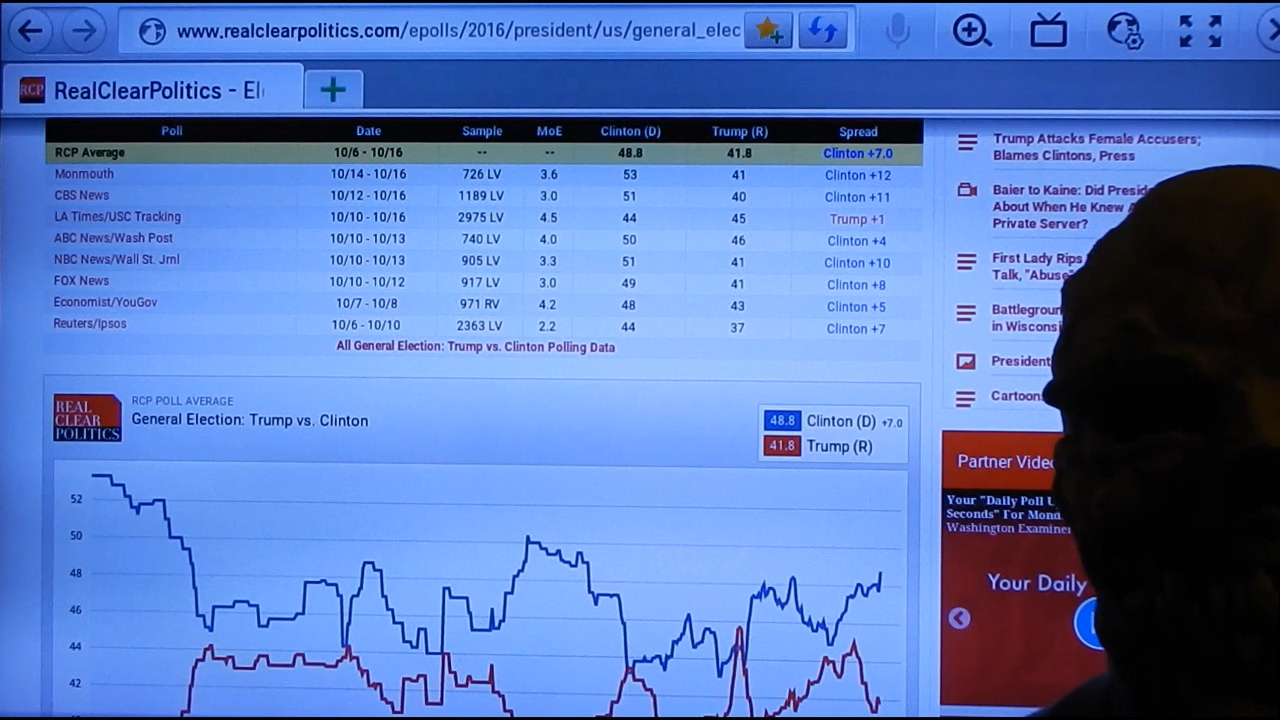 www.realclearpolitics.com/epolls/2016/president/us/general_elec
RCP RealClearPolitics - El
Poll Date Sample MoE Clinton (D) Trump (R) Spread
RCP Average 10/6 - 10/16 -- -- 48.8 41.8 Clinton +7.0
Monmouth 10/14 - 10/16 726 LV 3.6 53 41 Clinton +12
CBS News 10/12 - 10/16 1189 LV 3.0 51 40 Clinton +11
LA Times/USC Tracking 10/10 - 10/16 2975 LV 4.5 44 45 Trump +1
ABC News/Wash Post 10/10 - 10/13 740 LV 4.0 50 46 Clinton +4
NBC News/Wall St. Jrnl 10/10 - 10/13 905 LV 3.3 51 41 Clinton +10
FOX News 10/10 - 10/12 917 LV 3.0 49 41 Clinton +8
Economist/YouGov 10/7 - 10/8 971 RV 4.2 48 43 Clinton +5
Reuters/Ipsos 10/6 - 10/10 2363 LV 2.2 44 37 Clinton +7
All General Election: Trump vs. Clinton Polling Data
REAL
CLEAR
POLITICS
RCP POLL AVERAGE
General Election: Trump vs. Clinton
48.8 Clinton (D) +7.0
41.8 Trump (R)
52
50
48
46
44
42
Trump Attacks Female Accusers;
Blames Clintons, Press
Baier to Kaine: Did Presid
About When He Knew
Private Server?
First Lady Rips
Talk, "Abuse
Battlegroun
in Wisconsi
President
Cartoons
Partner Vide
Your "Daily Poll U
Seconds" For Mond
Washington Examiner
Your Daily